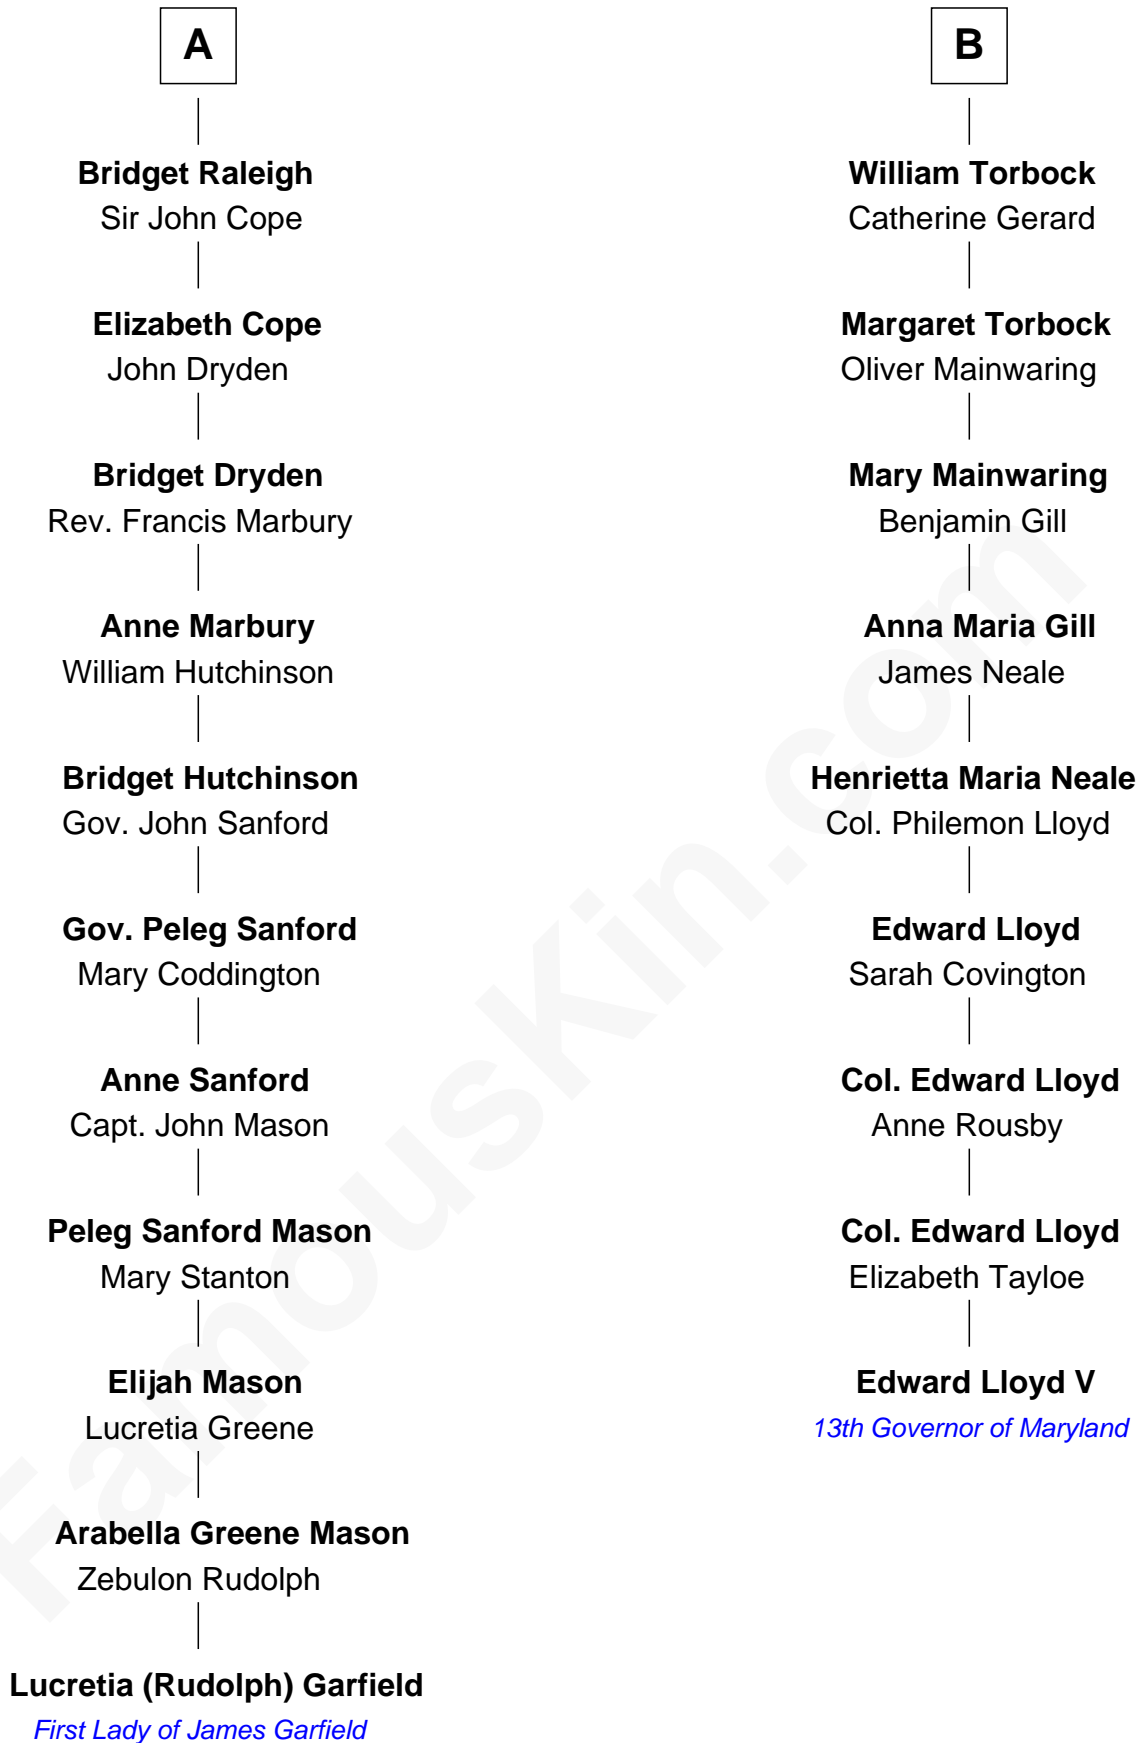 A
Bridget Raleigh
Sir John Cope
Elizabeth Cope
John Dryden
Bridget Dryden
Rev. Francis Marbury
Anne Marbury
William Hutchinson
Bridget Hutchinson
Gov. John Sanford
Gov. Peleg Sanford
Mary Coddington
Anne Sanford
Capt. John Mason
Peleg Sanford Mason
Mary Stanton
Elijah Mason
Lucretia Greene
Arabella Greene Mason
Zebulon Rudolph
Lucretia (Rudolph) Garfield
First Lady of James Garfield
B
William Torbock
Catherine Gerard
Margaret Torbock
Oliver Mainwaring
Mary Mainwaring
Benjamin Gill
Anna Maria Gill
James Neale
Henrietta Maria Neale
Col. Philemon Lloyd
Edward Lloyd
Sarah Covington
Col. Edward Lloyd
Anne Rousby
Col. Edward Lloyd
Elizabeth Tayloe
Edward Lloyd V
13th Governor of Maryland
FamousKin.com